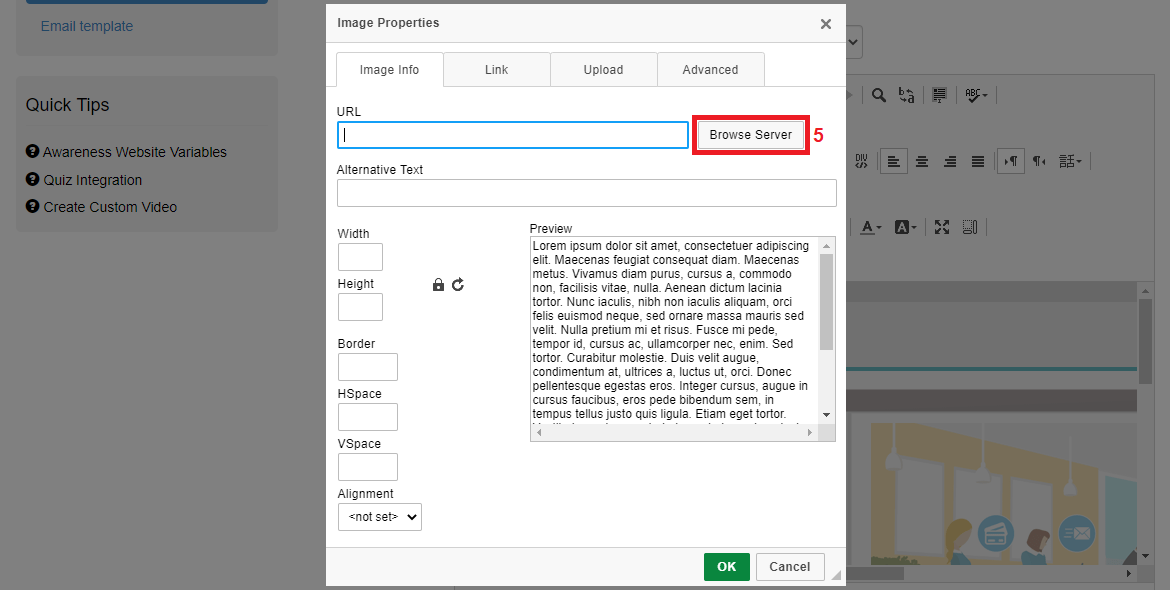 Email template
Quick Tips
Awareness Website Variables
Quiz Integration
Create Custom Video
Image Properties
Image Info
Link
Upload
Advanced
URL
Browse Server
5
Alternative Text
Width
Height
Border
HSpace
VSpace
Alignment
<not set>
Preview
Lorem ipsum dolor sit amet, consectetuer adipiscing
elit. Maecenas feugiat consequat diam. Maecenas
metus. Vivamus diam purus, cursus a, commodo
non, facilisis vitae, nulla. Aenean dictum lacinia
tortor. Nunc iaculis, nibh non iaculis aliquam, orci
felis euismod neque, sed ornare massa mauris sed
velit. Nulla pretium mi et risus. Fusce mi pede,
tempor id, cursus ac, ullamcorper nec, enim. Sed
tortor. Curabitur molestie. Duis velit augue,
condimentum at, ultrices a, luctus ut, orci. Donec
pellentesque egestas eros. Integer cursus, augue in
cursus faucibus, eros pede bibendum sem, in
tempus tellus justo quis ligula. Etiam eget tortor.
OK
Cancel
ABC
DIV
A
A
話